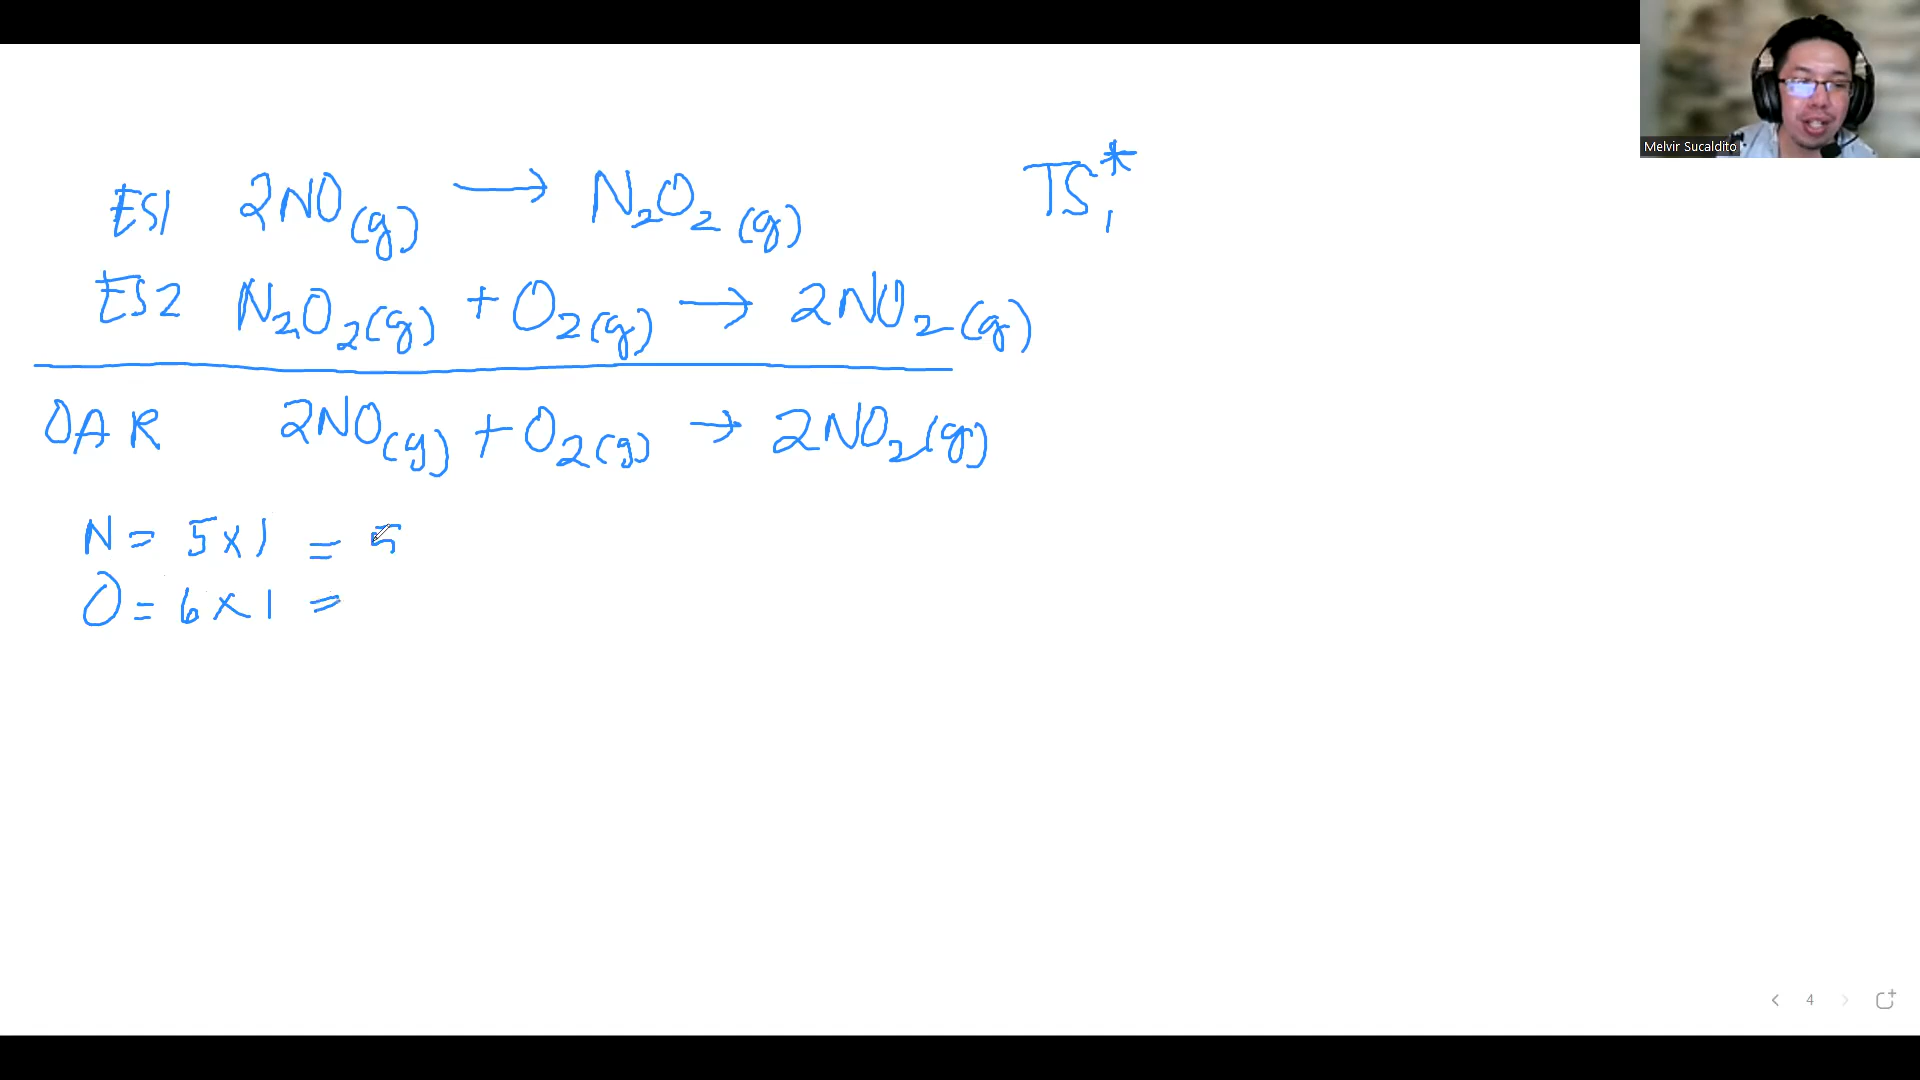 Melvir Sucaldito
ES1 2NO(g) → N₂O₂(g) TS₁*
ES2 N₂O₂(g) + O₂(g) → 2NO₂(g)
OAR 2NO(g) + O₂(g) → 2NO₂(g)
N = 5 x 1 = 5
O = 6 x 1 =
4